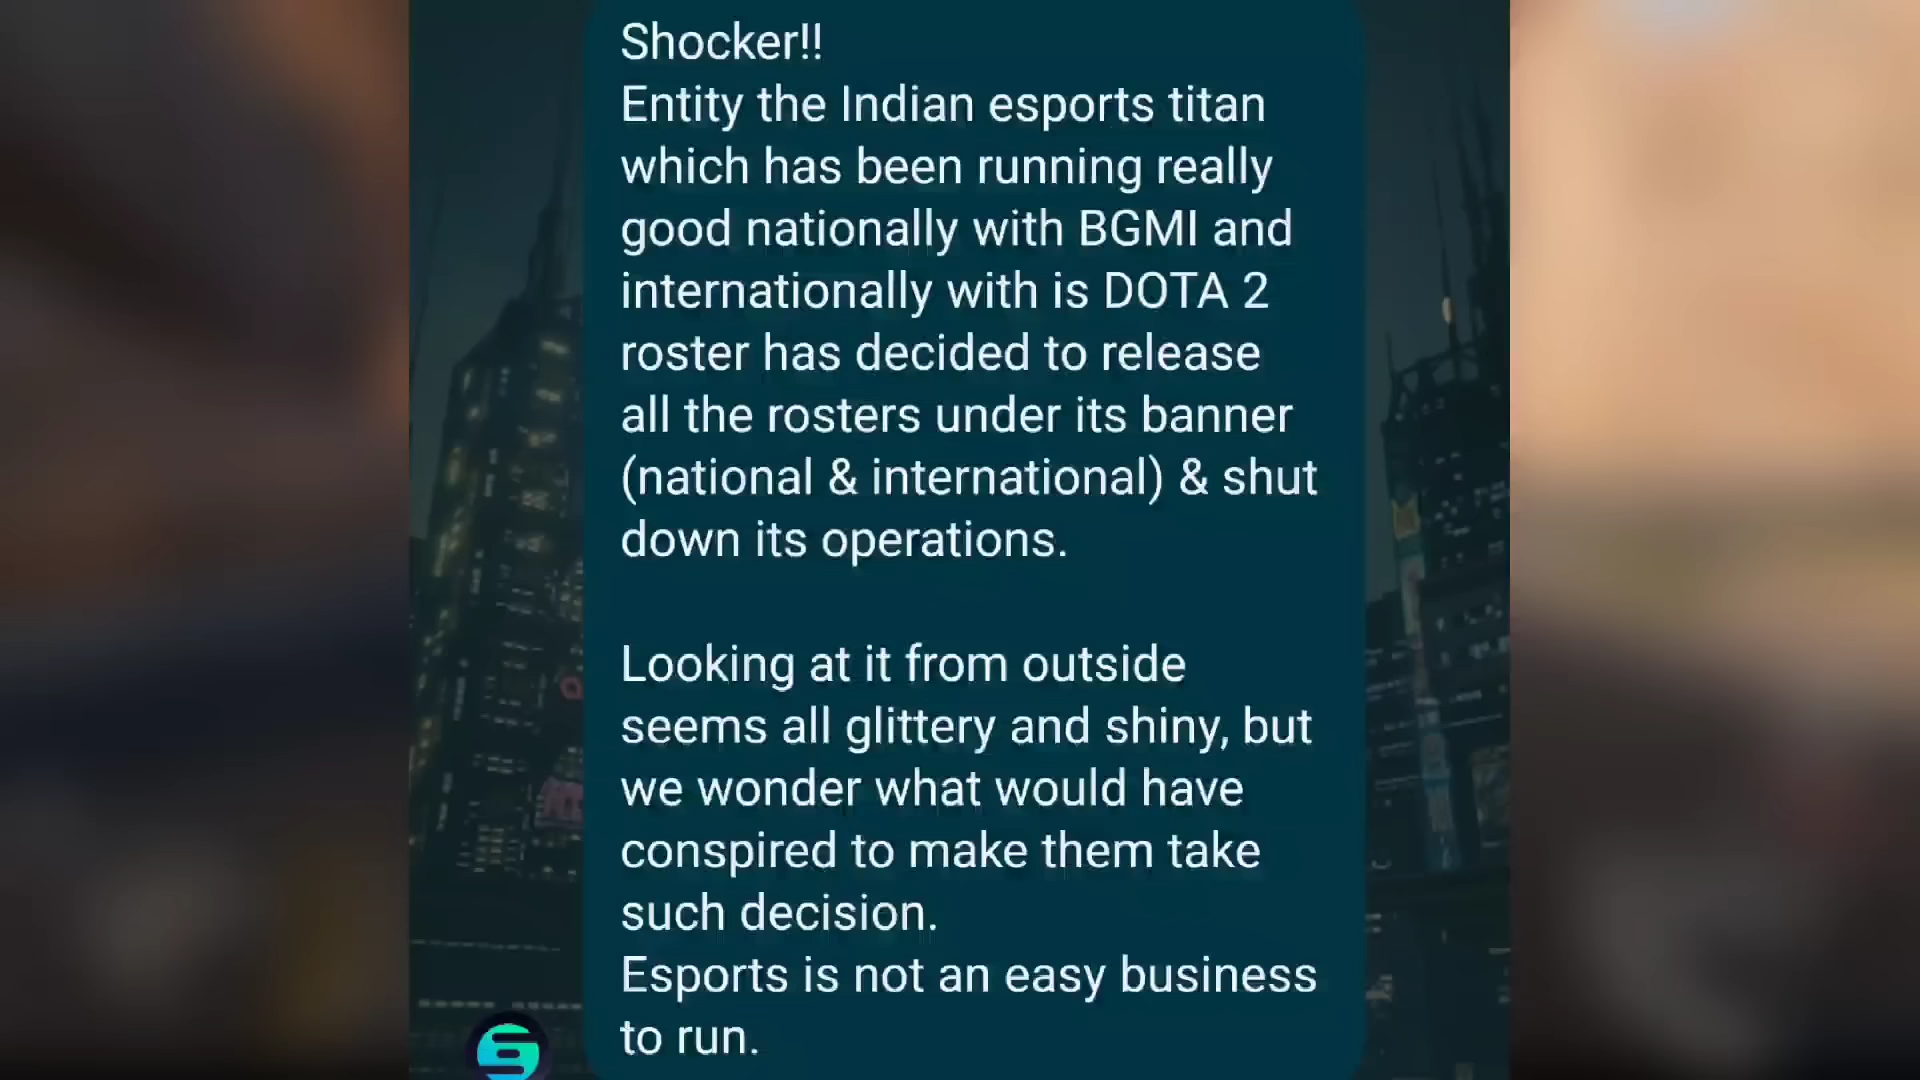 Shocker!!
Entity the Indian esports titan
which has been running really
good nationally with BGMI and
internationally with is DOTA 2
roster has decided to release
all the rosters under its banner
(national & international) & shut
down its operations.
Looking at it from outside
seems all glittery and shiny, but
we wonder what would have
conspired to make them take
such decision.
Esports is not an easy business
to run.